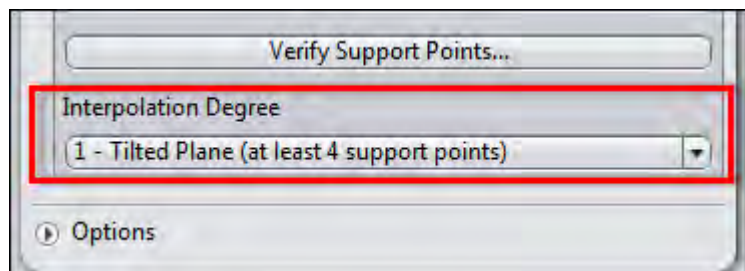 Verify Support Points...
Interpolation Degree
1 - Tilted Plane (at least 4 support points)
Options